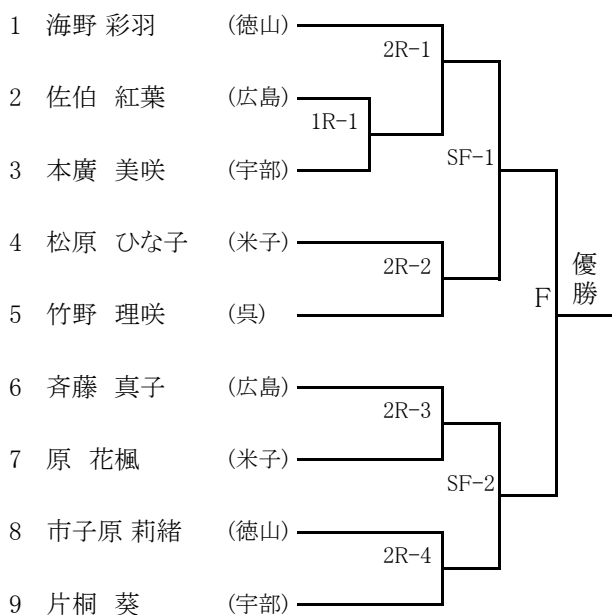 1 海野 彩羽 (徳山)
2R-1
2 佐伯 紅葉 (広島)
1R-1
3 本廣 美咲 (宇部)
SF-1
4 松原 ひな子 (米子)
2R-2
5 竹野 理咲 (呉)
F
優勝
6 斉藤 真子 (広島)
2R-3
7 原 花楓 (米子)
SF-2
8 市子原 莉緒 (徳山)
2R-4
9 片桐 葵 (宇部)